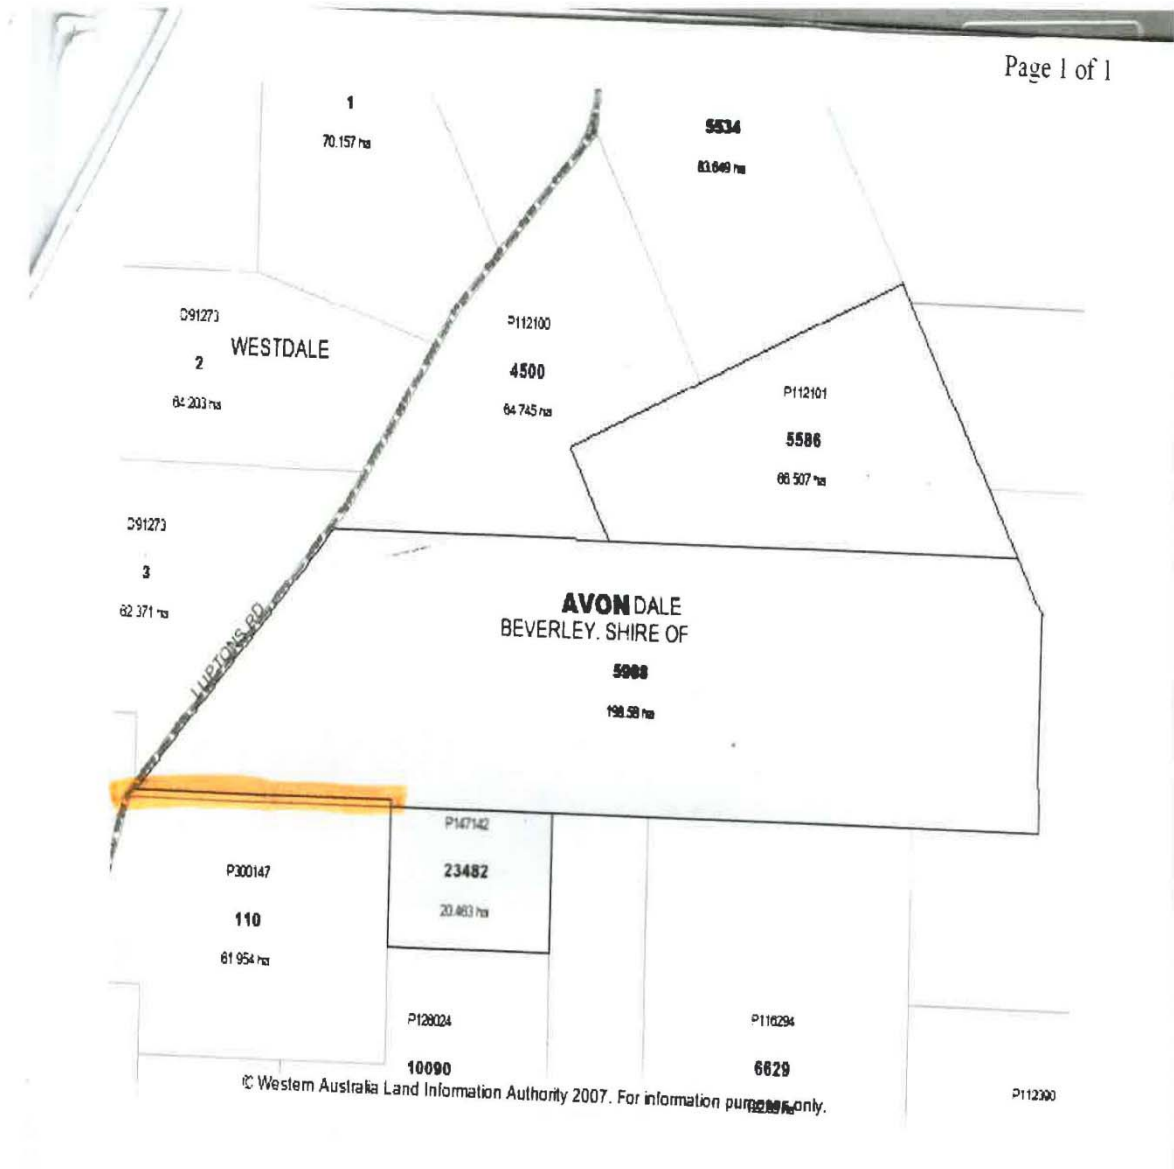 Page 1 of 1
1
70.157 ha
5534
83.649 ha
D91273
2
64.203 ha
WESTDALE
P112100
4500
64.745 ha
P112101
5586
66.507 ha
D91273
3
62.371 ha
LUPTONS RD
AVONDALE
BEVERLEY, SHIRE OF
5988
198.58 ha
P147142
23482
20.463 ha
P300147
110
61.954 ha
P128024
10090
P116294
6629
P112390
© Western Australia Land Information Authority 2007. For information purposes only.